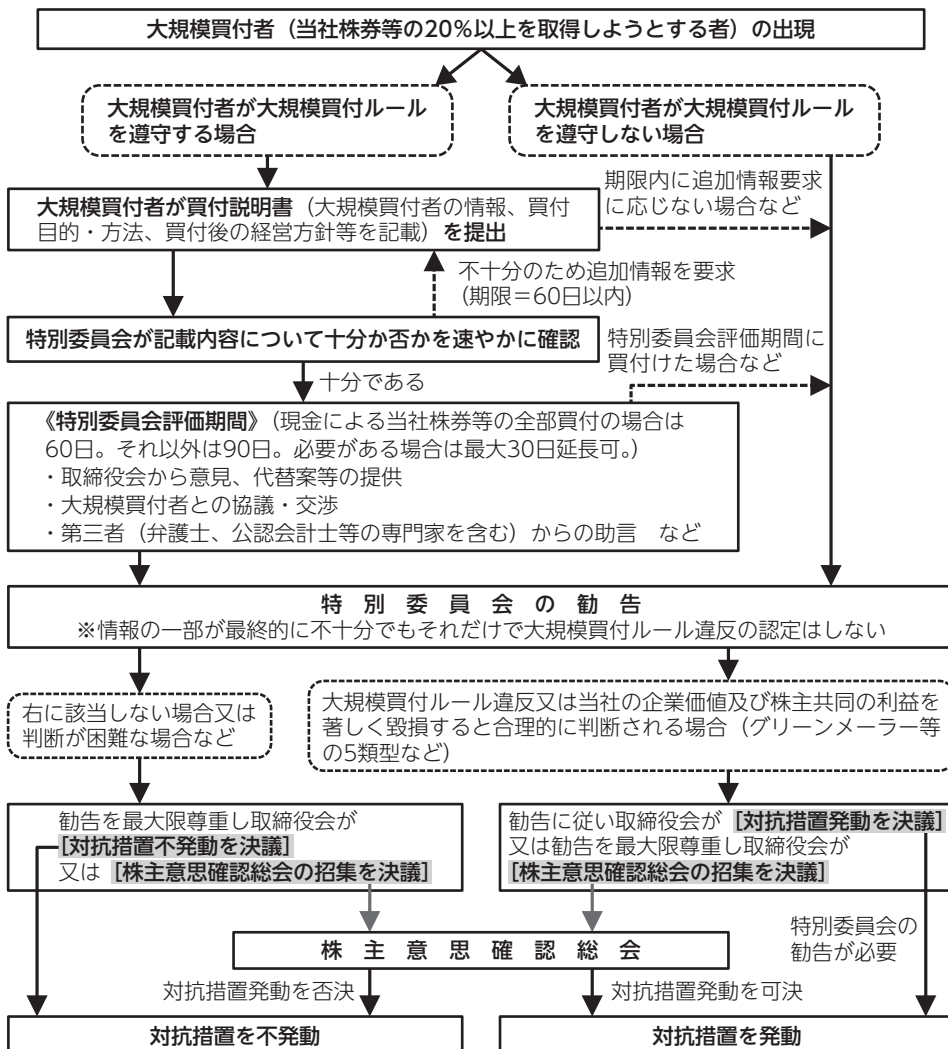 大規模買付者（当社株券等の20％以上を取得しようとする者）の出現
大規模買付者が大規模買付ルール
を遵守する場合
大規模買付者が大規模買付ルール
を遵守しない場合
大規模買付者が買付説明書（大規模買付者の情報、買付
目的・方法、買付後の経営方針等を記載）を提出
期限内に追加情報要求
に応じない場合など
不十分のため追加情報を要求
(期限＝60日以内)
特別委員会が記載内容について十分か否かを速やかに確認
特別委員会評価期間に
買付けた場合など
十分である
《特別委員会評価期間》（現金による当社株券等の全部買付の場合は
60日。それ以外は90日。必要がある場合は最大30日延長可。）
・取締役会から意見、代替案等の提供
・大規模買付者との協議・交渉
・第三者（弁護士、公認会計士等の専門家を含む）からの助言　など
特　別　委　員　会　の　勧　告
※情報の一部が最終的に不十分でもそれだけで大規模買付ルール違反の認定はしない
右に該当しない場合又は
判断が困難な場合など
大規模買付ルール違反又は当社の企業価値及び株主共同の利益を
著しく毀損すると合理的に判断される場合（グリーンメーラー等
の5類型など）
勧告を最大限尊重し取締役会が
［対抗措置不発動を決議］
又は［株主意思確認総会の招集を決議］
勧告に従い取締役会が［対抗措置発動を決議］
又は勧告を最大限尊重し取締役会が
［株主意思確認総会の招集を決議］
特別委員会の
勧告が必要
株　主　意　思　確　認　総　会
対抗措置発動を否決
対抗措置発動を可決
対抗措置を不発動
対抗措置を発動